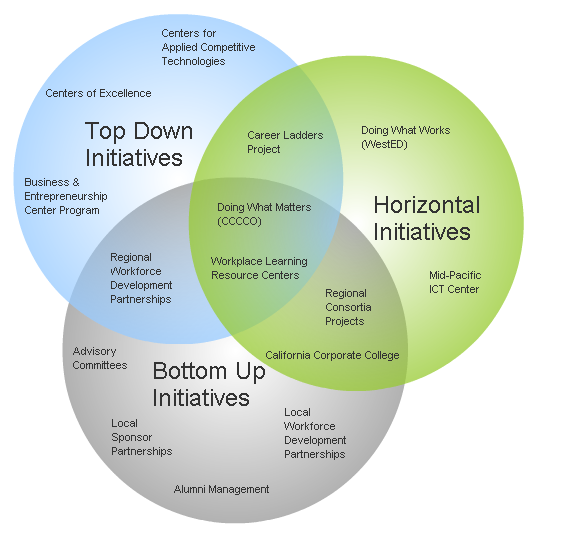 Centers for
Applied Competitive
Technologies
Centers of Excellence
Top Down
Initiatives
Career Ladders
Project
Doing What Works
(WestED)
Business &
Entrepreneurship
Center Program
Doing What Matters
(CCCCO)
Horizontal
Initiatives
Regional
Workforce
Development
Partnerships
Workplace Learning
Resource Centers
Mid-Pacific
ICT Center
Regional
Consortia
Projects
Advisory
Committees
California Corporate College
Bottom Up
Initiatives
Local
Sponsor
Partnerships
Local
Workforce
Development
Partnerships
Alumni Management